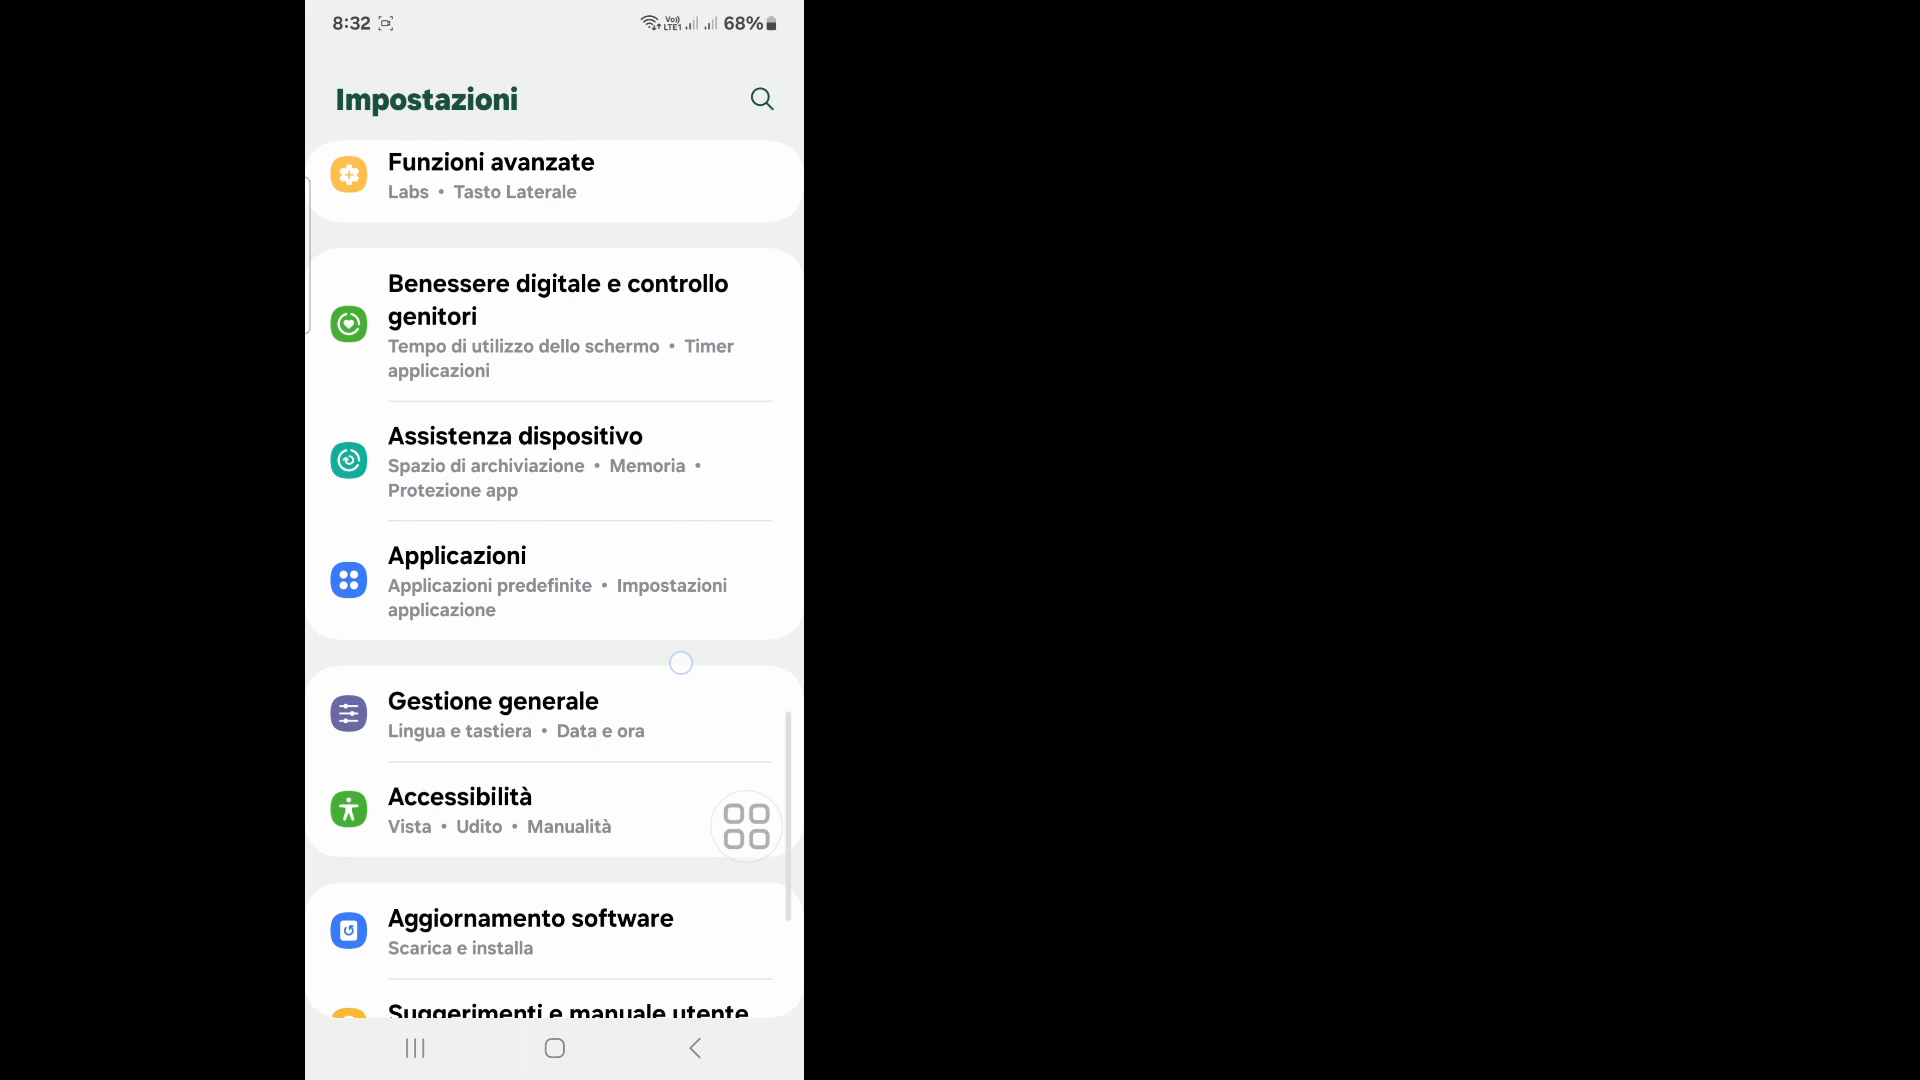 8:32 68%
Vo))
LTE1
Impostazioni
Funzioni avanzate
Labs • Tasto Laterale
Benessere digitale e controllo
genitori
Tempo di utilizzo dello schermo • Timer
applicazioni
Assistenza dispositivo
Spazio di archiviazione • Memoria •
Protezione app
Applicazioni
Applicazioni predefinite • Impostazioni
applicazione
Gestione generale
Lingua e tastiera • Data e ora
Accessibilità
Vista • Udito • Manualità
Aggiornamento software
Scarica e installa
Suggerimenti e manuale utente